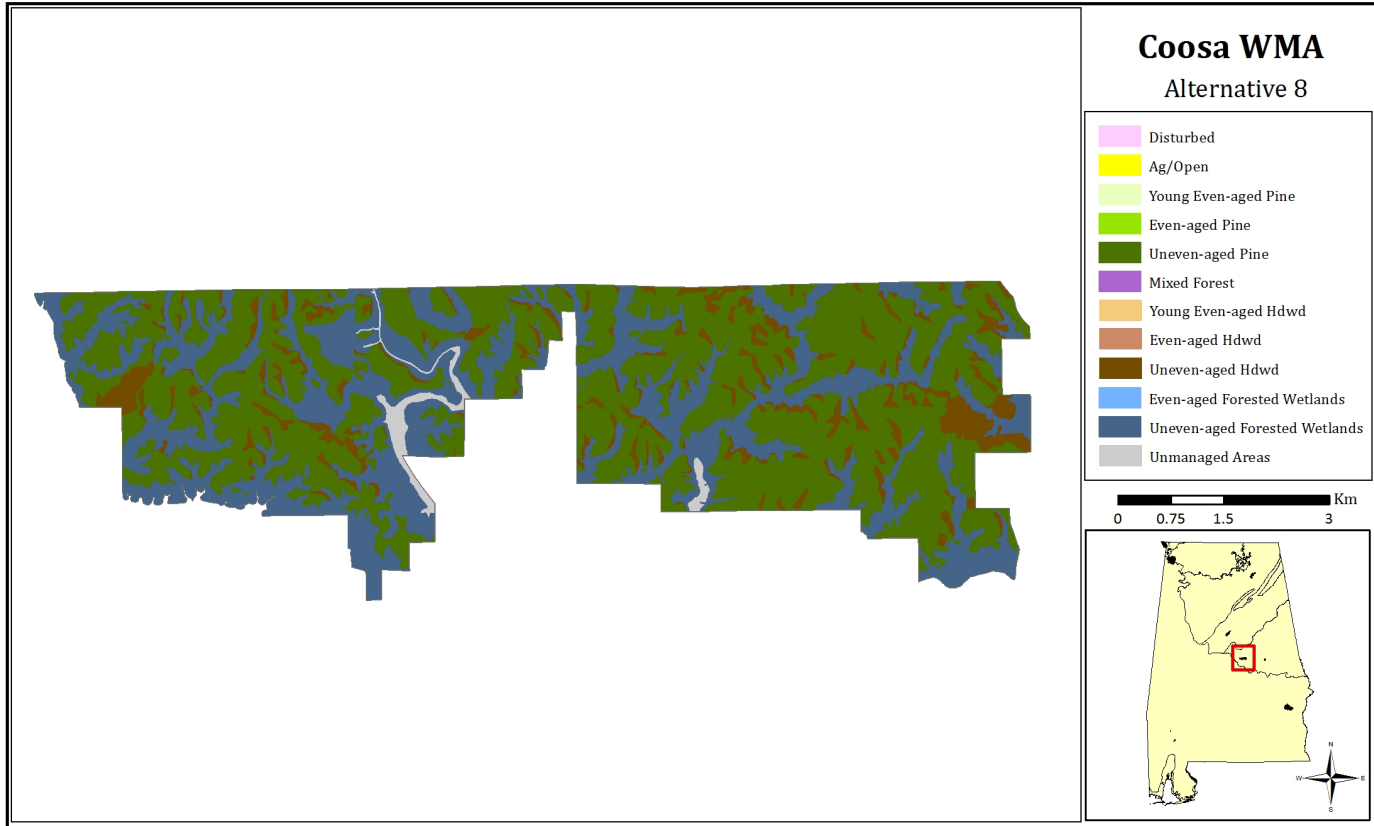 Coosa WMA
Alternative 8
Disturbed
Ag/Open
Young Even-aged Pine
Even-aged Pine
Uneven-aged Pine
Mixed Forest
Young Even-aged Hdwd
Even-aged Hdwd
Uneven-aged Hdwd
Even-aged Forested Wetlands
Uneven-aged Forested Wetlands
Unmanaged Areas
Km
0 0.75 1.5 3
N
W E
S